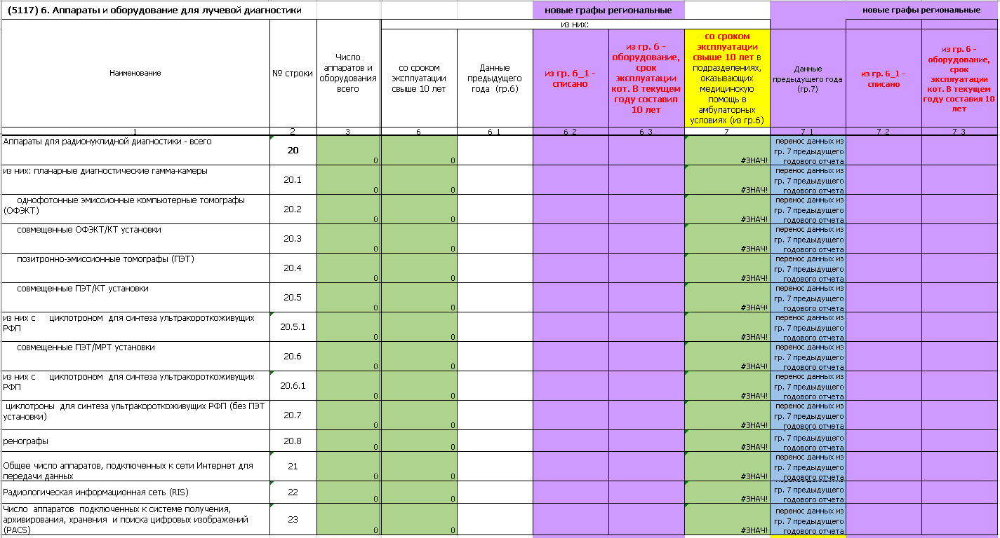 (5117) 6. Аппараты и оборудование для лучевой диагностики
новые графы региональные
новые графы региональные
из них:
Наименование
№ строки
Число
аппаратов и
оборудования
всего
со сроком
эксплуатации
свыше 10 лет
Данные
предыдущего
года (гр.6)
из гр. 6_1 -
списано
из гр. 6 -
оборудование,
срок
эксплуатации
кот. В текущем
году составил
10 лет
со сроком
эксплуатации
свыше 10 лет в
подразделениях,
оказывающих
медицинскую
помощь в
амбулаторных
условиях (из гр.6)
Данные
предыдущего года
(гр.7)
из гр. 6_1 -
списано
из гр. 6 -
оборудование,
срок
эксплуатации
кот. В текущем
году составил 10
лет
1 2 3 6 6_1 6_2 6_3 7 7_1 7_2 7_3
Аппараты для радионуклидной диагностики - всего
20
0
0
#ЗНАЧ!
перенос данных из
гр. 7 предыдущего
годового отчета
из них: планарные диагностические гамма-камеры
20.1
0
0
#ЗНАЧ!
перенос данных из
гр. 7 предыдущего
годового отчета
однофотонные эмиссионные компьютерные томографы
(ОФЭКТ)
20.2
0
0
#ЗНАЧ!
перенос данных из
гр. 7 предыдущего
годового отчета
совмещенные ОФЭКТ/КТ установки
20.3
0
0
#ЗНАЧ!
перенос данных из
гр. 7 предыдущего
годового отчета
позитронно-эмиссионные томографы (ПЭТ)
20.4
0
0
#ЗНАЧ!
перенос данных из
гр. 7 предыдущего
годового отчета
совмещенные ПЭТ/КТ установки
20.5
0
0
#ЗНАЧ!
перенос данных из
гр. 7 предыдущего
годового отчета
из них с циклотроном для синтеза ультракороткоживущих
РФП
20.5.1
0
0
#ЗНАЧ!
перенос данных из
гр. 7 предыдущего
годового отчета
совмещенные ПЭТ/МРТ установки
20.6
0
0
#ЗНАЧ!
перенос данных из
гр. 7 предыдущего
годового отчета
из них с циклотроном для синтеза ультракороткоживущих
РФП
20.6.1
0
0
#ЗНАЧ!
перенос данных из
гр. 7 предыдущего
годового отчета
циклотроны для синтеза ультракороткоживущих РФП (без ПЭТ
установки)
20.7
0
0
#ЗНАЧ!
перенос данных из
гр. 7 предыдущего
годового отчета
ренографы
20.8
0
0
#ЗНАЧ!
гр. 7 предыдущего
годового отчета
Общее число аппаратов, подключенных к сети Интернет для
передачи данных
21
0
0
#ЗНАЧ!
перенос данных из
гр. 7 предыдущего
годового отчета
Радиологическая информационная сеть (RIS)
22
0
0
#ЗНАЧ!
гр. 7 предыдущего
годового отчета
Число аппаратов подключенных к системе получения,
архивирования, хранения и поиска цифровых изображений
(PACS)
23
0
0
#ЗНАЧ!
перенос данных из
гр. 7 предыдущего
годового отчета